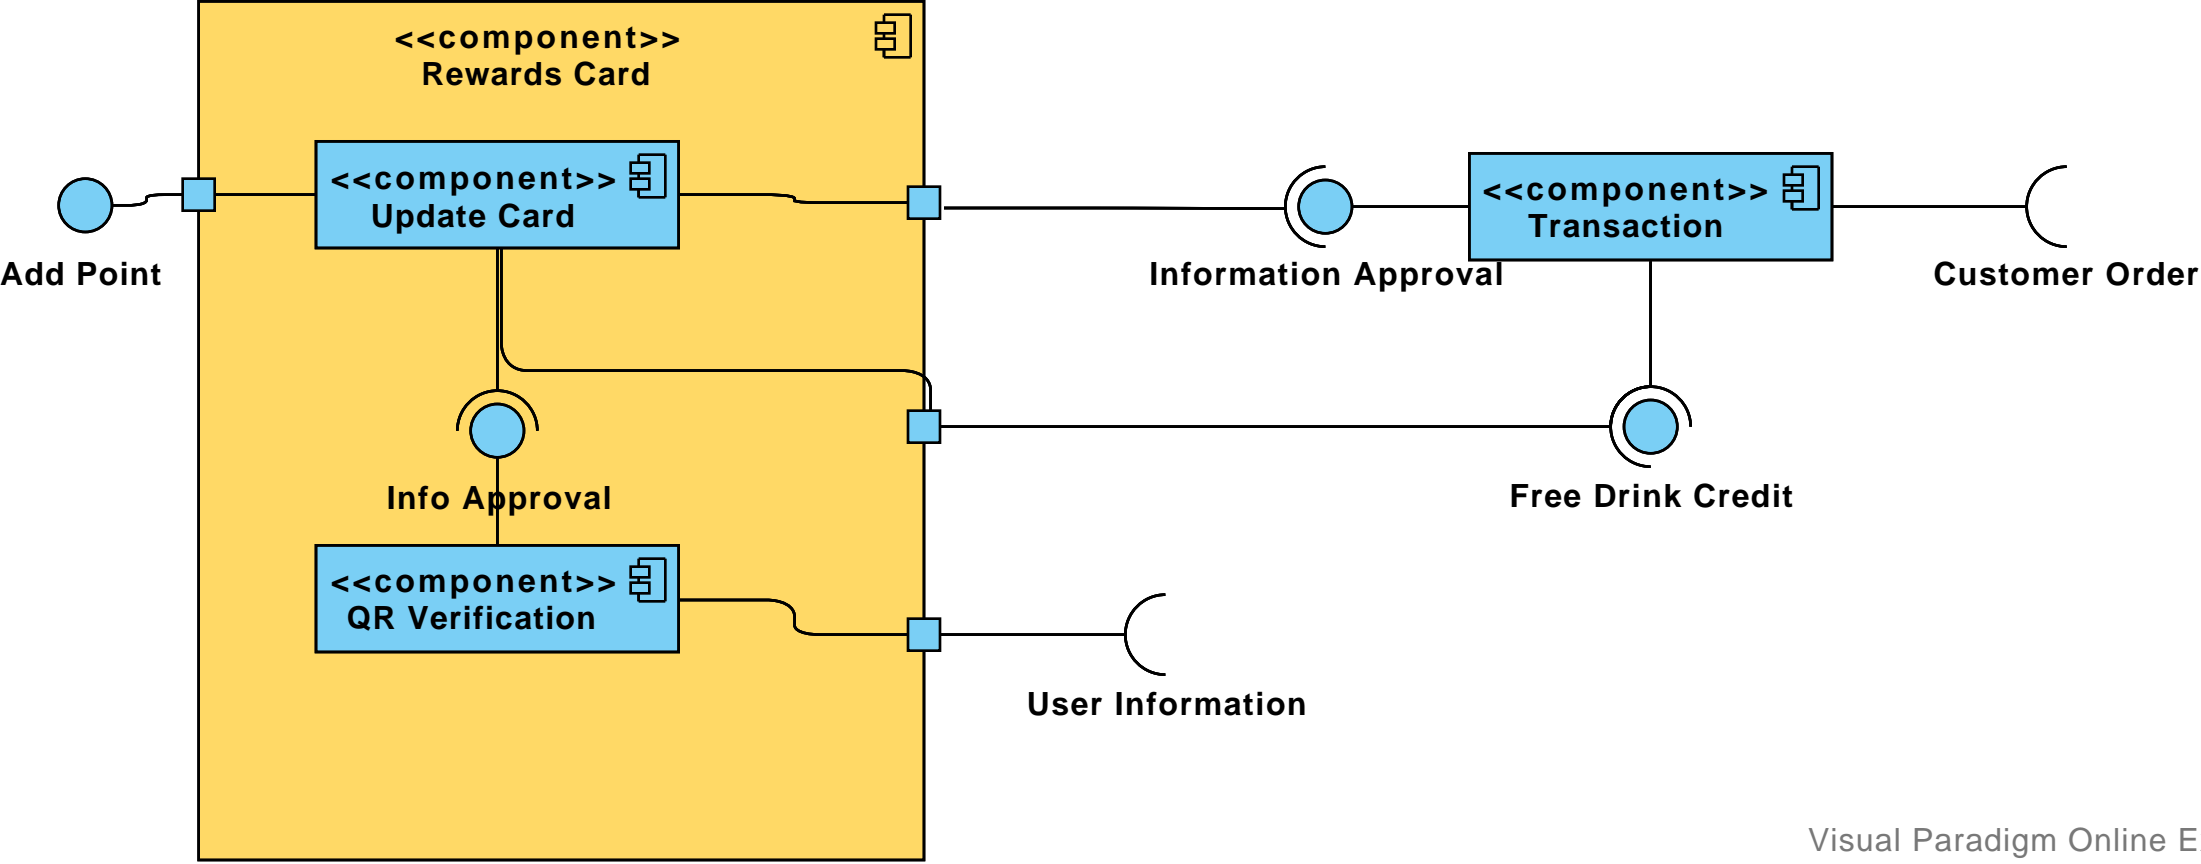 <<component>>
Rewards Card
<<component>>
Update Card
<<component>>
Transaction
Add Point
Information Approval
Customer Order
Info Approval
Free Drink Credit
<<component>>
QR Verification
User Information
Visual Paradigm Online E